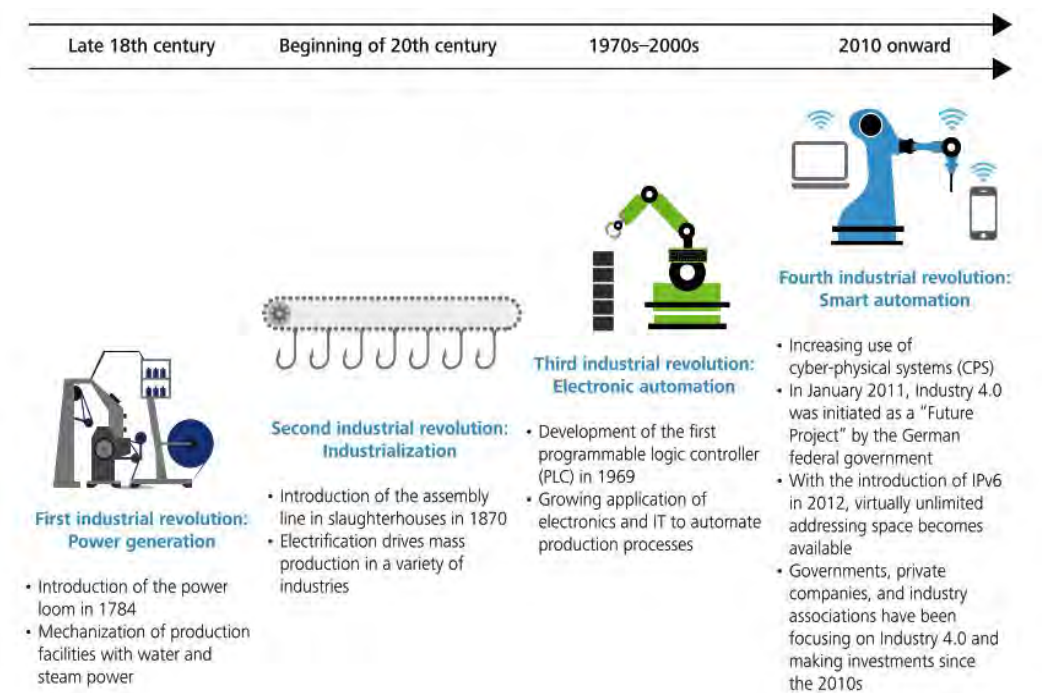 Late 18th century
Beginning of 20th century
1970s–2000s
2010 onward
First industrial revolution:
Power generation
• Introduction of the power
loom in 1784
• Mechanization of production
facilities with water and
steam power
Second industrial revolution:
Industrialization
• Introduction of the assembly
line in slaughterhouses in 1870
• Electrification drives mass
production in a variety of
industries
Third industrial revolution:
Electronic automation
• Development of the first
programmable logic controller
(PLC) in 1969
• Growing application of
electronics and IT to automate
production processes
Fourth industrial revolution:
Smart automation
• Increasing use of
cyber-physical systems (CPS)
• In January 2011, Industry 4.0
was initiated as a “Future
Project” by the German
federal government
• With the introduction of IPv6
in 2012, virtually unlimited
addressing space becomes
available
• Governments, private
companies, and industry
associations have been
focusing on Industry 4.0 and
making investments since
the 2010s